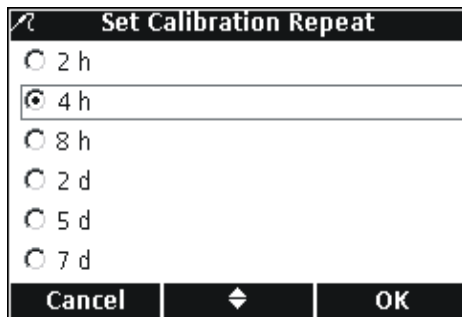 Set Calibration Repeat
2 h
4 h
8 h
2 d
5 d
7 d
Cancel OK